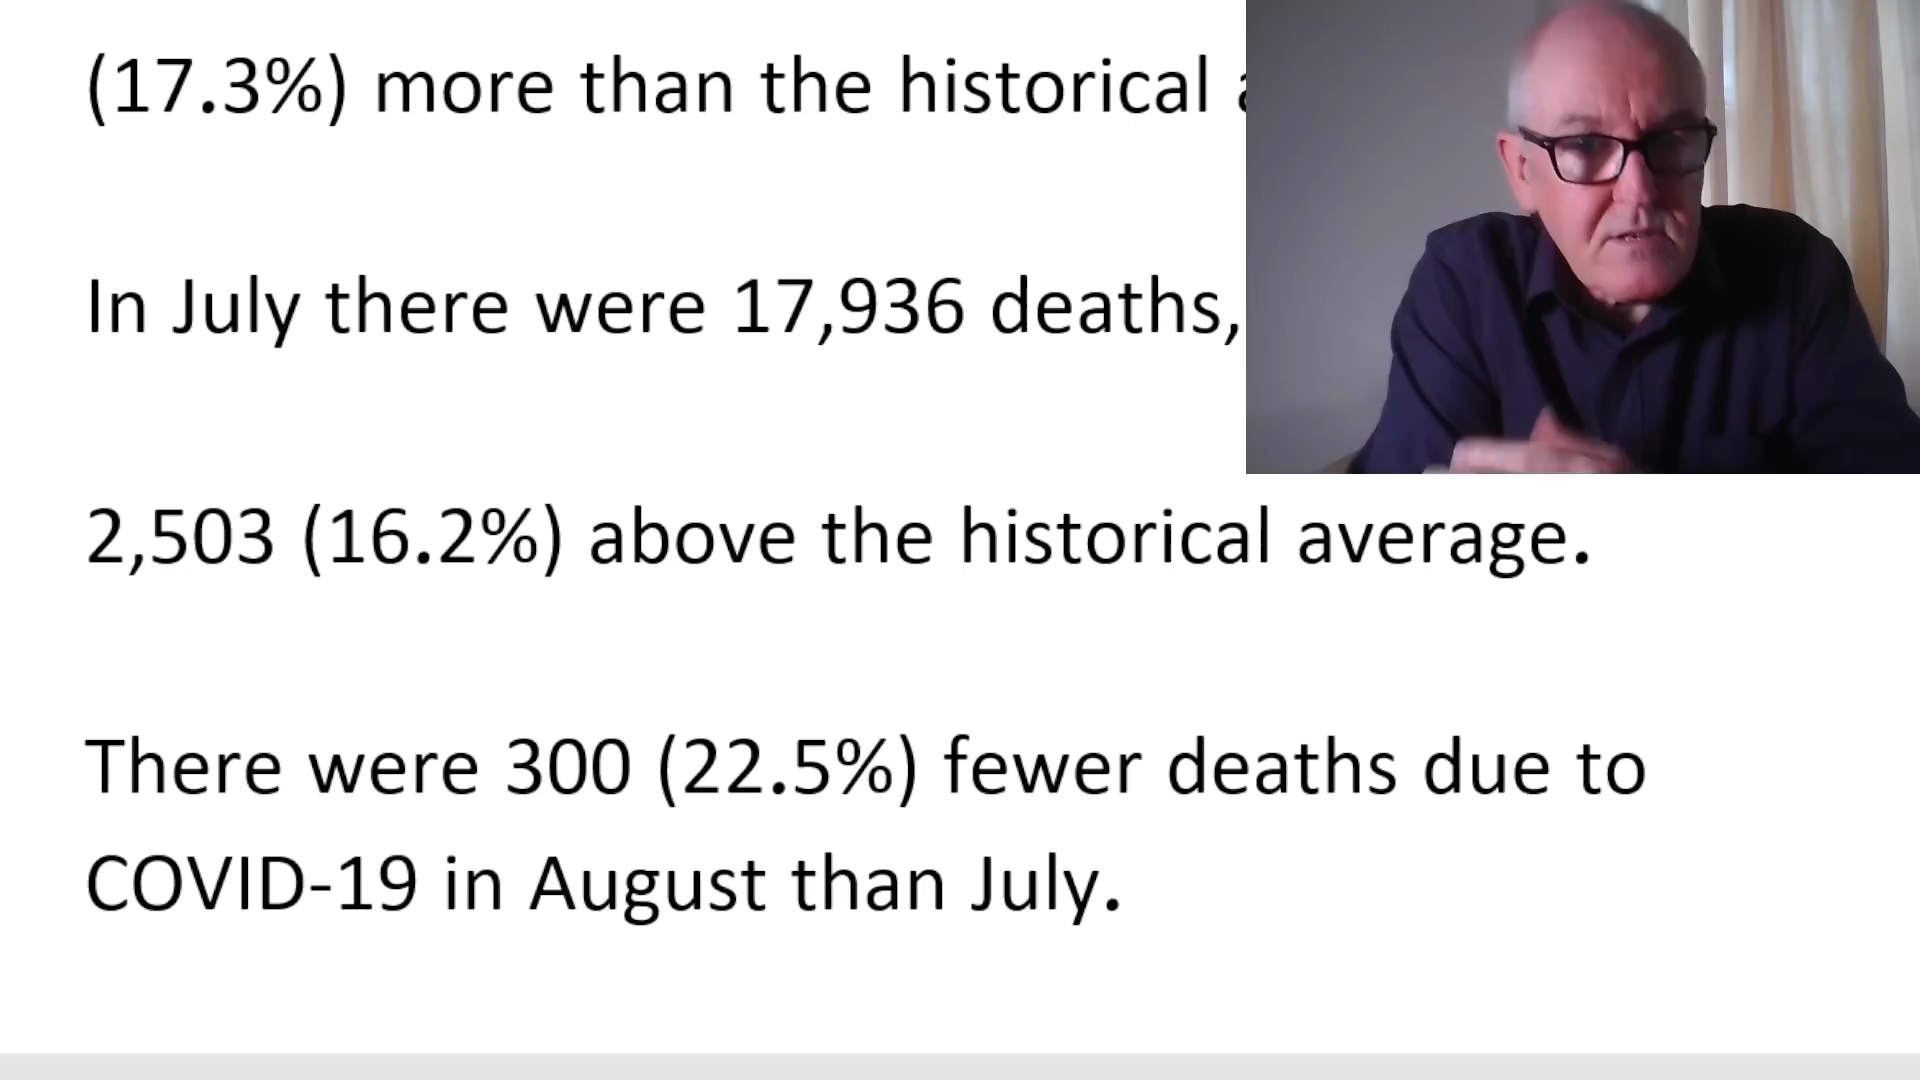 (17.3%) more than the historical
In July there were 17,936 deaths,
2,503 (16.2%) above the historical average.
There were 300 (22.5%) fewer deaths due to
COVID-19 in August than July.